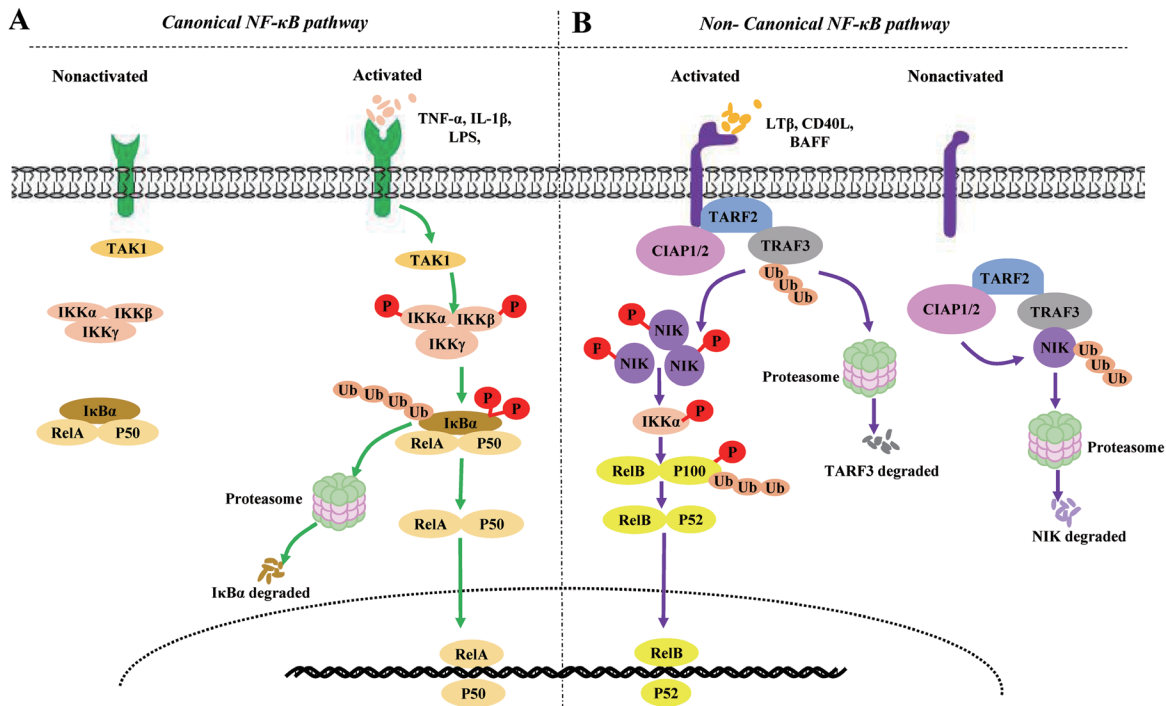 A
Canonical NF-κB pathway
B
Non- Canonical NF-κB pathway
Nonactivated
Activated
Activated
Nonactivated
TNF-α, IL-1β,
LPS,
LTβ, CD40L,
BAFF
TAK1
TAK1
IKKα
IKKβ
IKKγ
P
P
IKKα
IKKβ
IKKγ
IκBα
RelA
P50
Ub
Ub
Ub
Ub
P
P
IκBα
RelA
P50
Proteasome
RelA
P50
IκBα degraded
RelA
P50
TARF2
CIAP1/2
TRAF3
Ub
Ub
Ub
P
NIK
P
P
NIK
NIK
IKKα
P
P
RelB
P100
Ub
Ub
Ub
RelB
P52
RelB
P52
Proteasome
TARF3 degraded
TARF2
CIAP1/2
TRAF3
NIK
Ub
Ub
Ub
Proteasome
NIK degraded